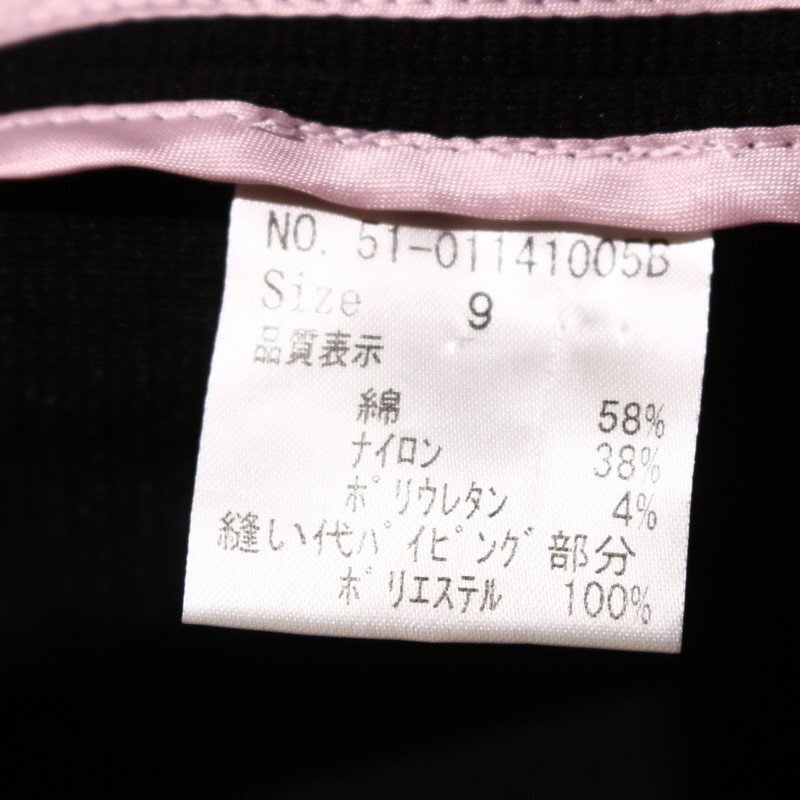 NO. 51-01141005B
Size 9
品質表示
綿 58%
ナイロン 38%
ポリウレタン 4%
縫い代パイピング部分
ポリエステル 100%